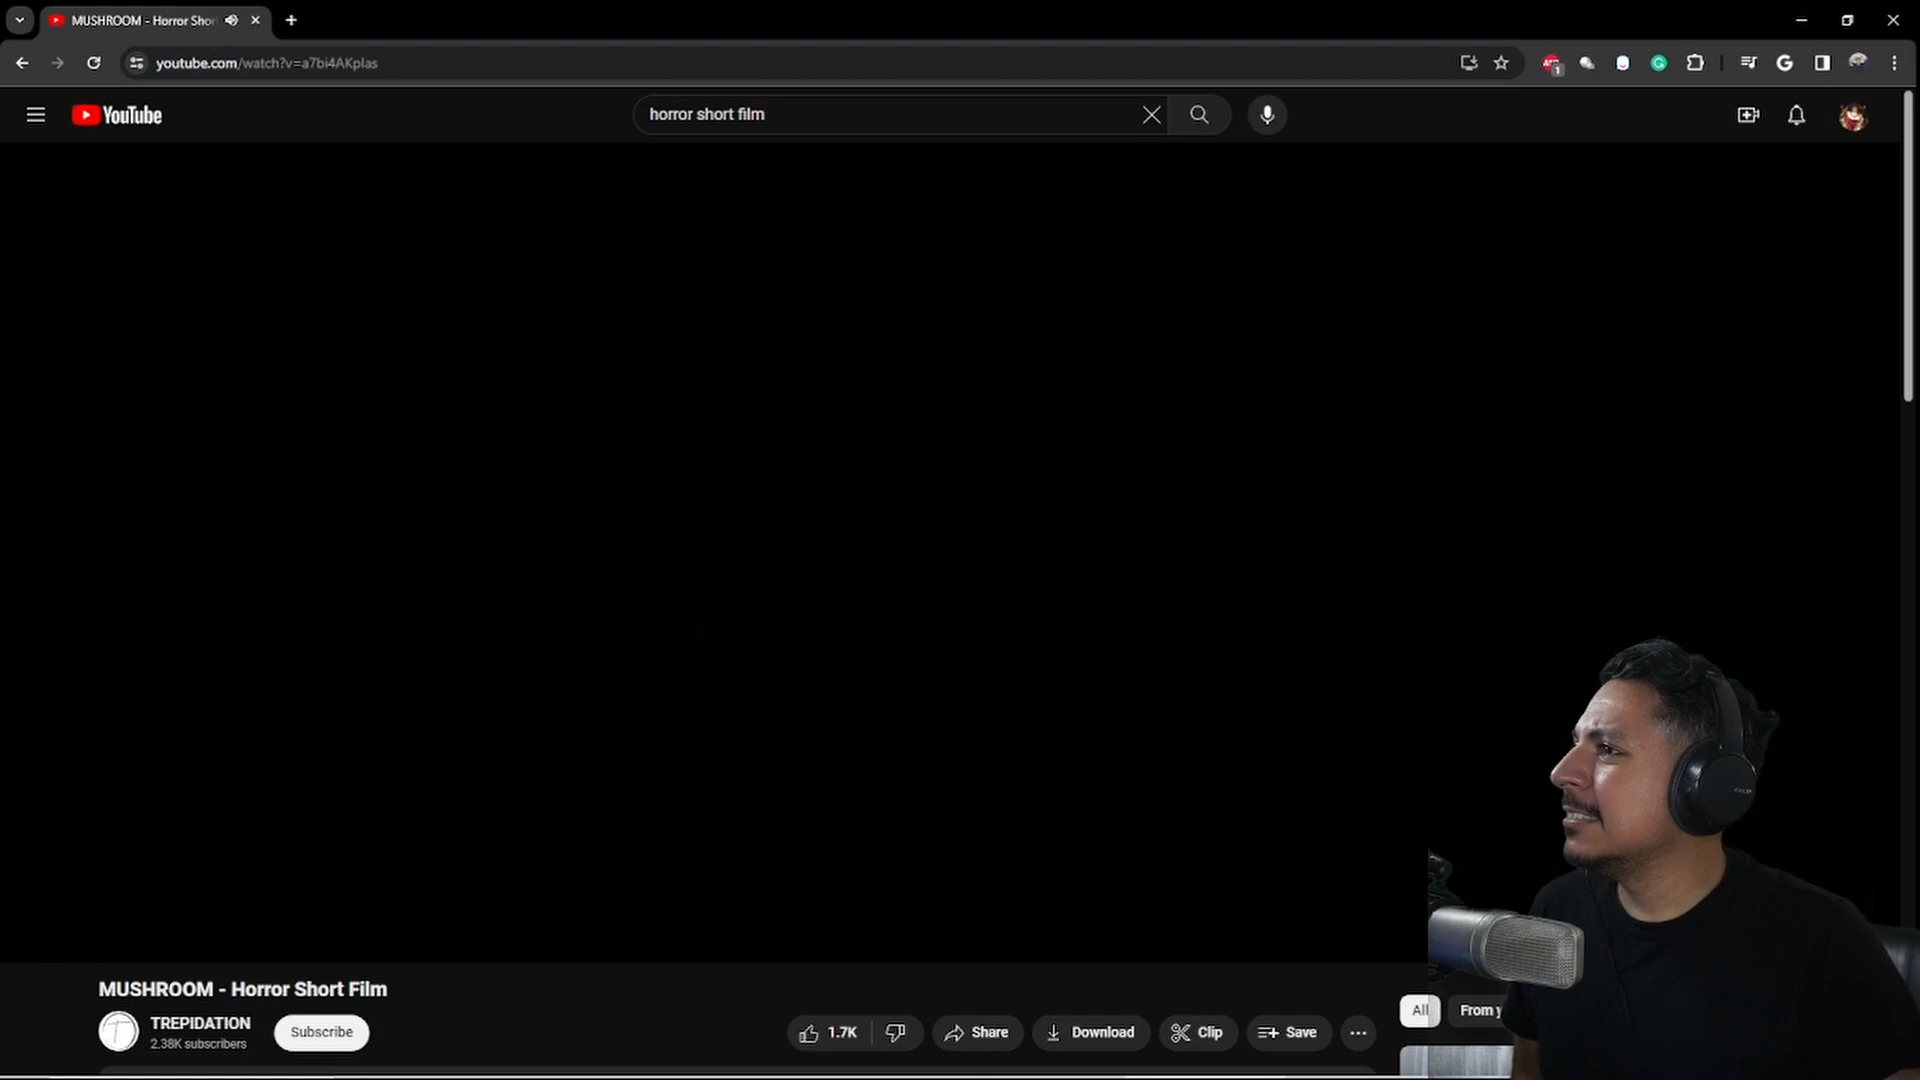 MUSHROOM - Horror Shor
youtube.com/watch?v=a7bi4AKplas
1
YouTube
horror short film
MUSHROOM - Horror Short Film
TREPIDATION
2.38K subscribers
Subscribe
1.7K
Share
Download
Clip
Save
All
From y